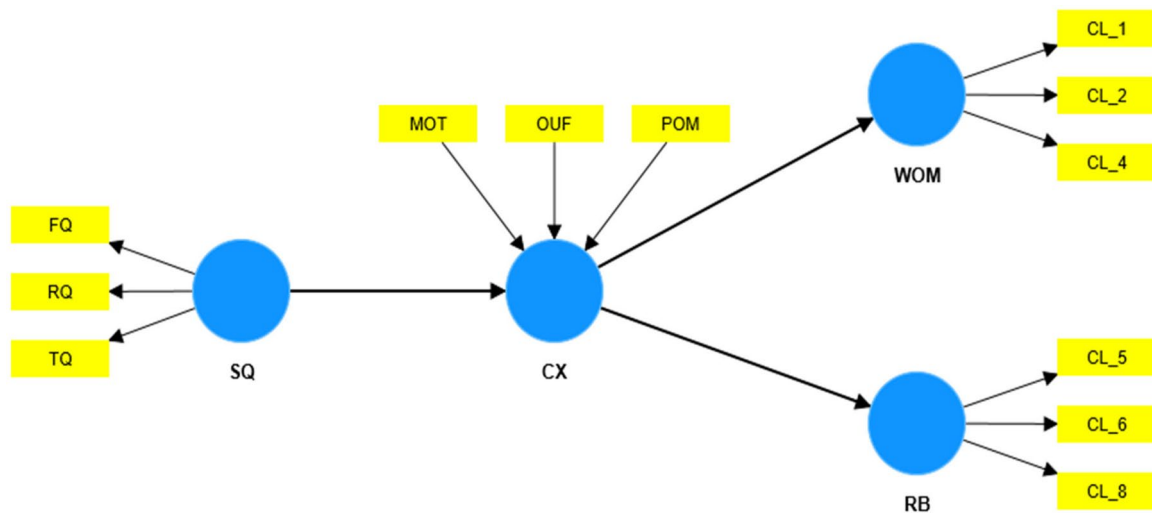 FQ
RQ
TQ
SQ
MOT
OUF
POM
CX
WOM
CL_1
CL_2
CL_4
RB
CL_5
CL_6
CL_8